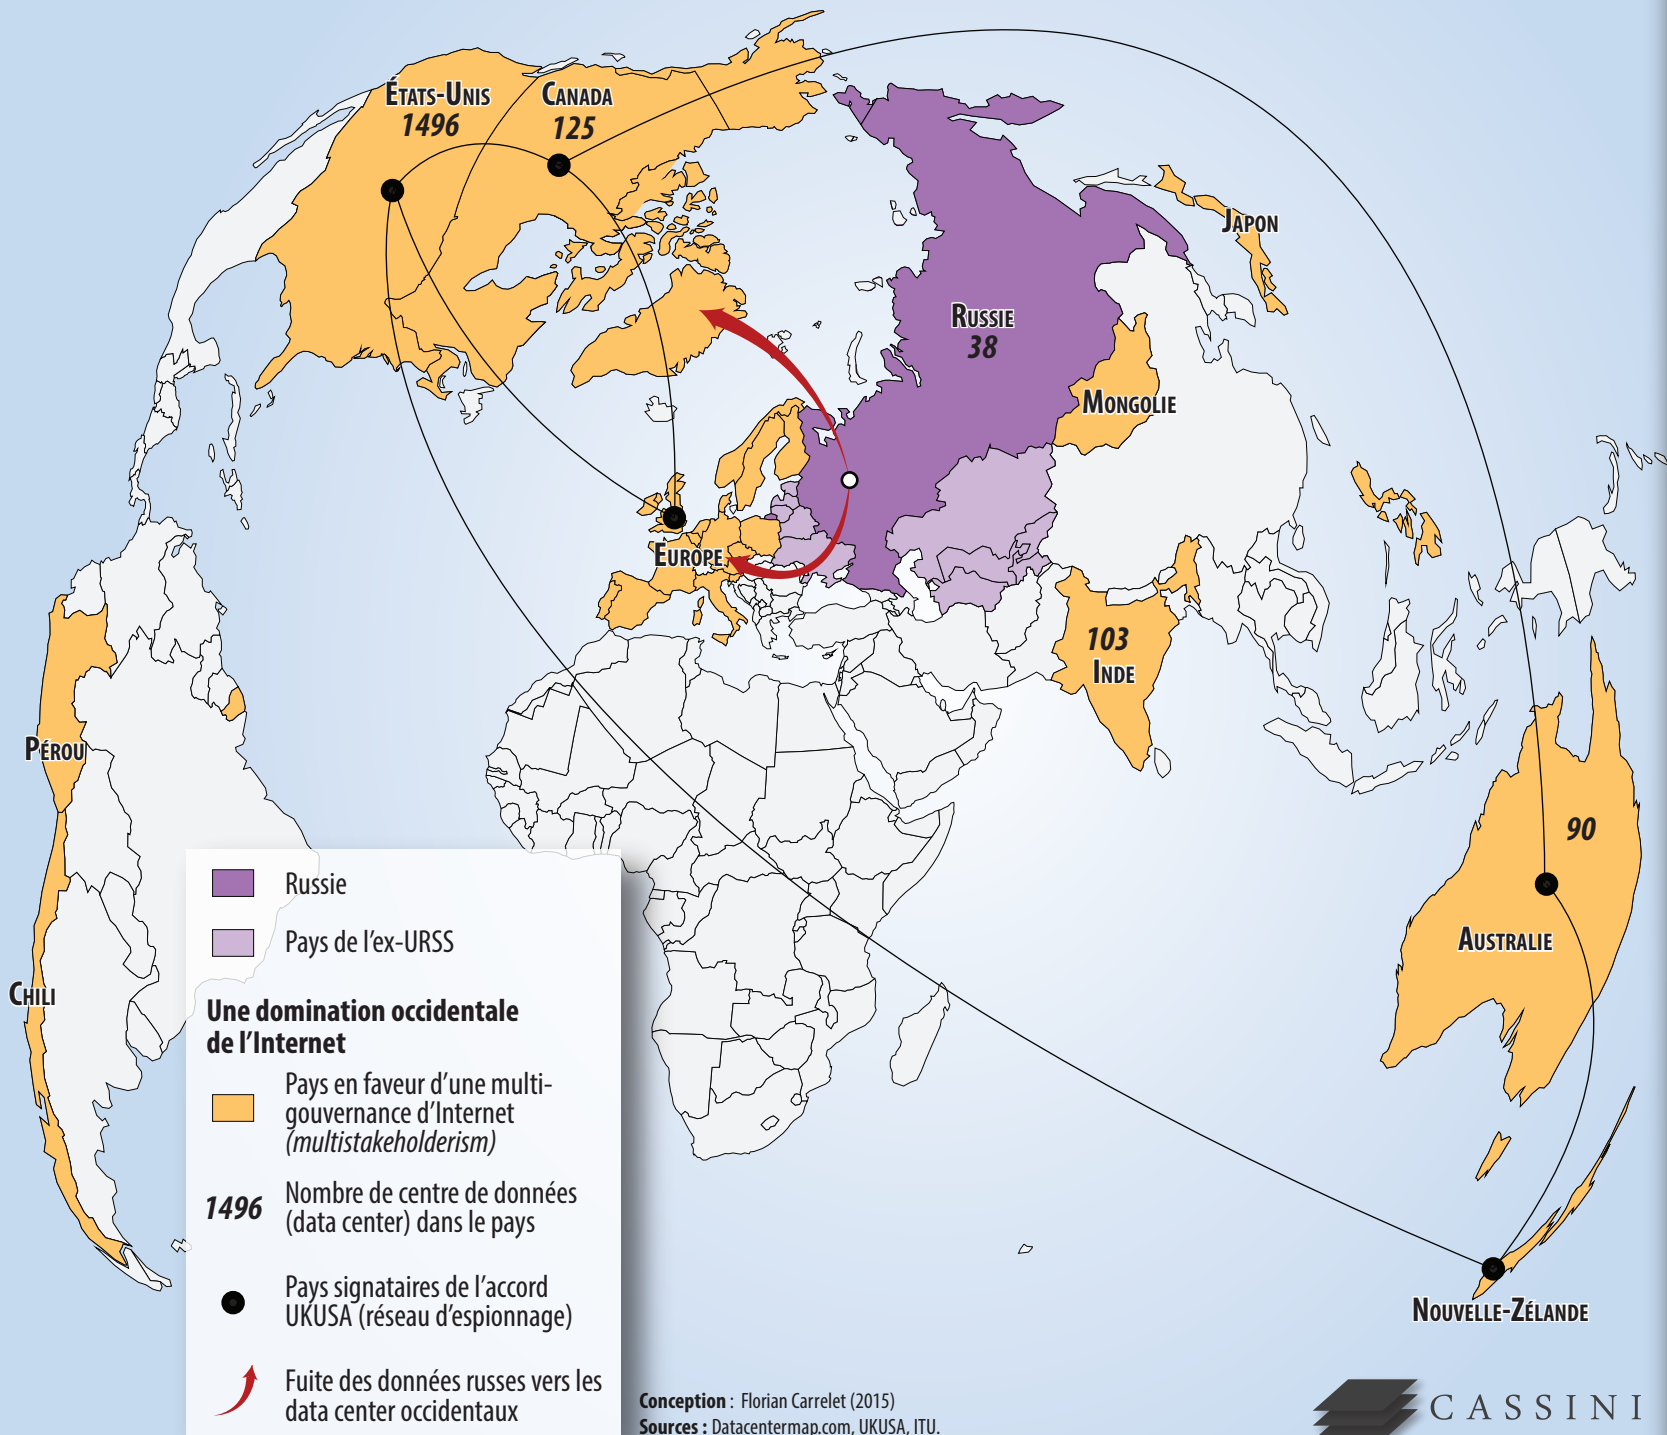 États-Unis
1496
Canada
125
Japon
Russie
38
Mongolie
Europe
103
Inde
Pérou
90
Australie
Chili
Nouvelle-Zélande
Russie
Pays de l'ex-URSS
Une domination occidentale
de l'Internet
Pays en faveur d'une multi-
gouvernance d'Internet
(multistakeholderism)
1496 Nombre de centre de données
(data center) dans le pays
Pays signataires de l'accord
UKUSA (réseau d'espionnage)
Fuite des données russes vers les
data center occidentaux
Conception : Florian Carrelet (2015)
Sources : Datacentermap.com, UKUSA, ITU.
CASSINI